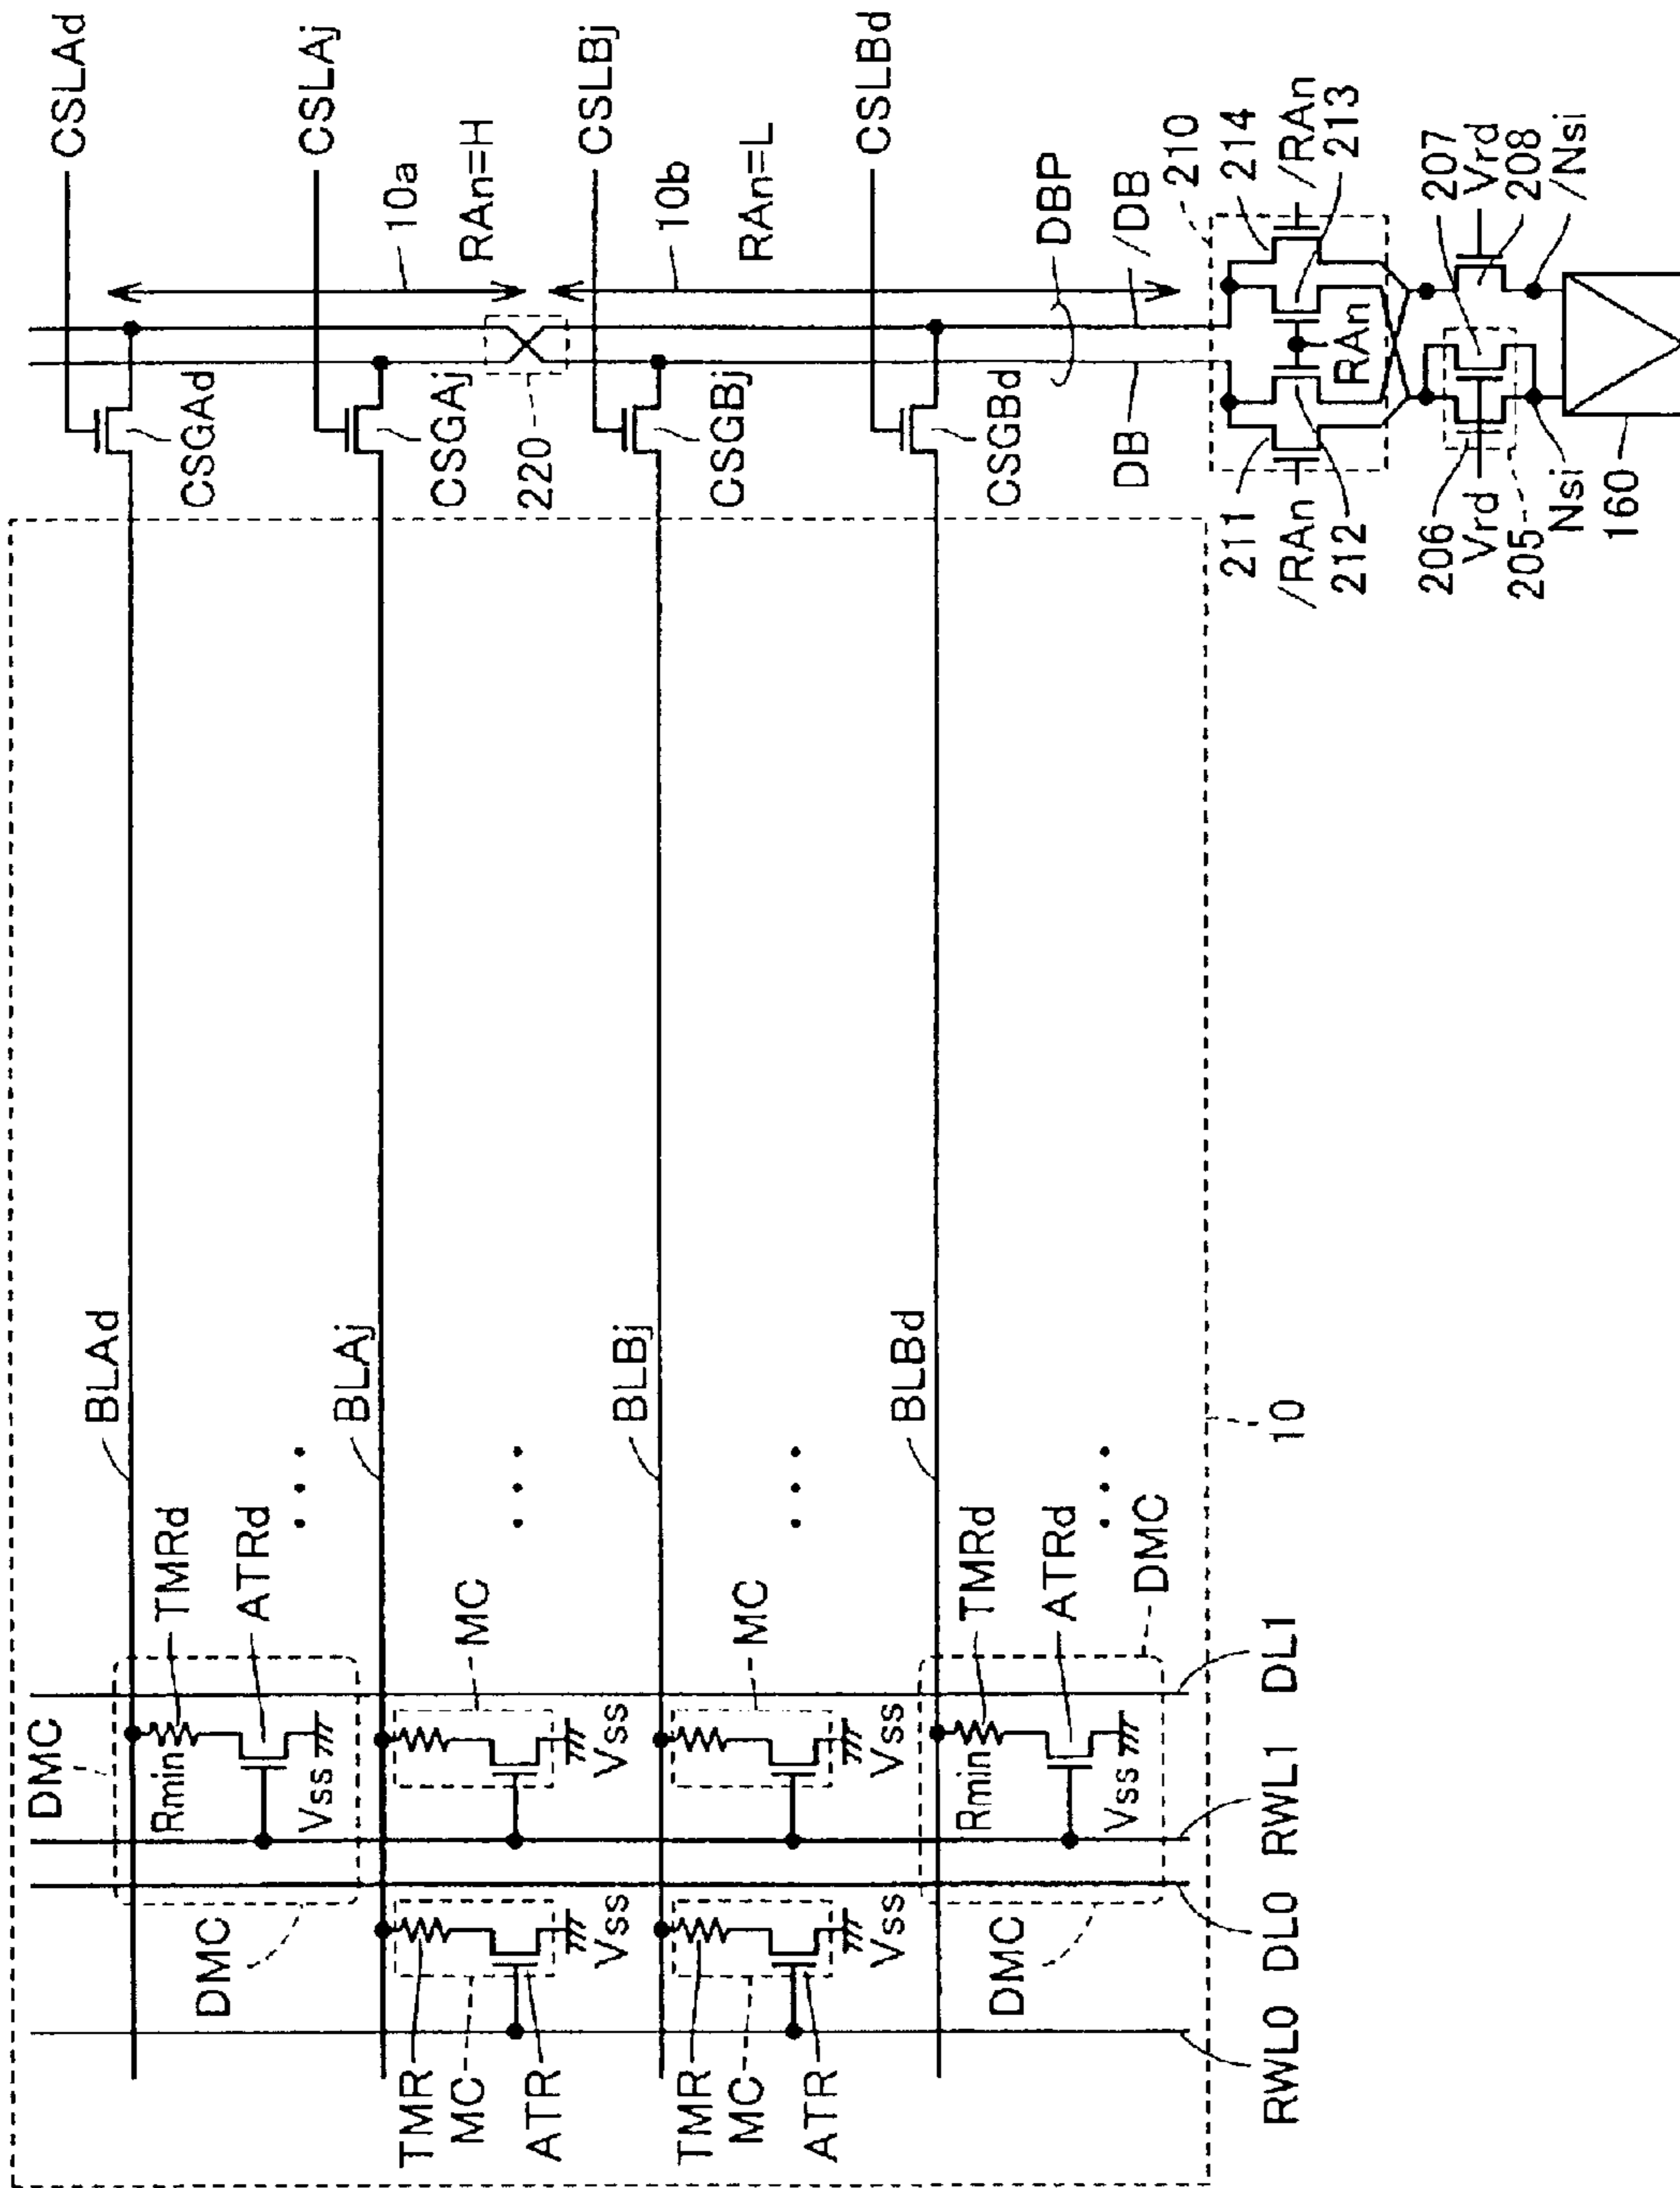 CSLAd
CSLAj
CSLBj
CSLBd
10a
RAn=H
10b
RAn=L
CSGAd
CSGAj
220
CSGBj
CSGBd
DBP
DB
/DB
210
214
/RAn
213
211
/RAn
212
RAn
207
Vrd
208
/Nsi
206
Vrd
205
Nsi
160
BLAd
BLAj
BLBj
BLBd
DMC
Rmin
TMRd
ATRd
Vss
DMC
MC
Vss
Vss
TMR
MC
ATR
MC
Vss
Vss
TMR
MC
ATR
TMRd
Rmin
ATRd
Vss
DMC
DMC
RWL0
DL0
RWL1
DL1
10